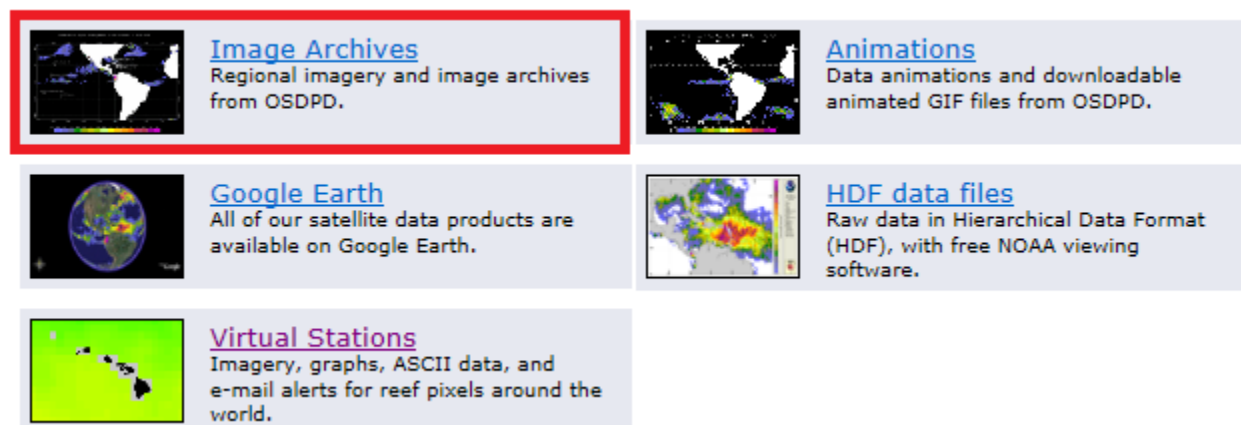 Image Archives
Regional imagery and image archives
from OSDPD.
Animations
Data animations and downloadable
animated GIF files from OSDPD.
Google Earth
All of our satellite data products are
available on Google Earth.
HDF data files
Raw data in Hierarchical Data Format
(HDF), with free NOAA viewing
software.
Virtual Stations
Imagery, graphs, ASCII data, and
e-mail alerts for reef pixels around the
world.